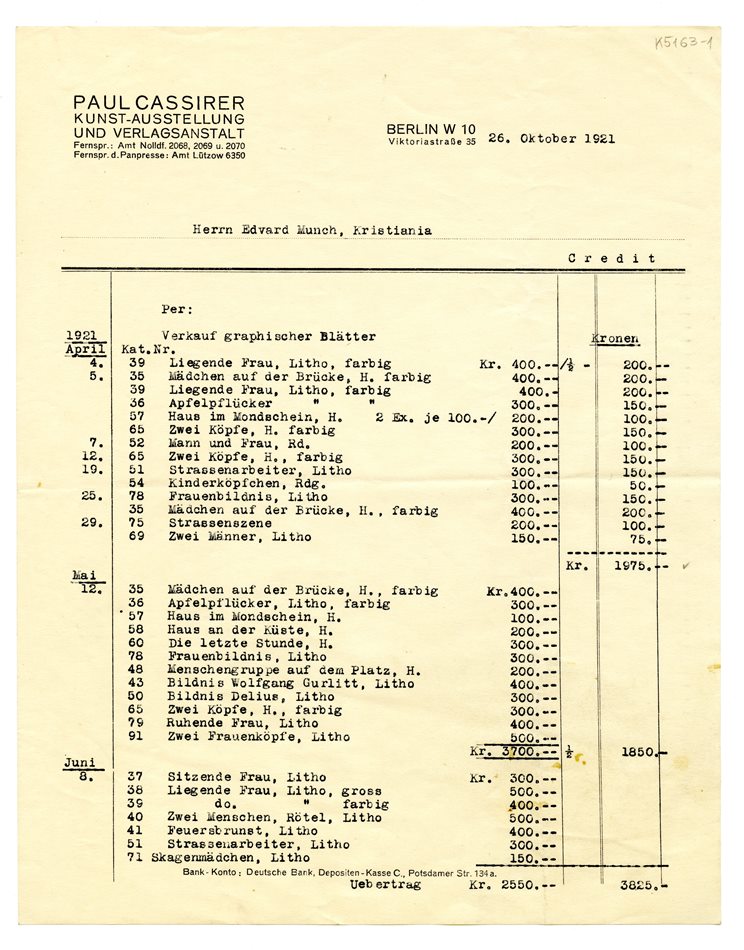 K5163-1
PAUL CASSIRER
KUNST-AUSSTELLUNG
UND VERLAGSANSTALT
Fernspr.: Amt Nolldf. 2068, 2069 u. 2070
Fernspr. d. Panpresse: Amt Lützow 6350
BERLIN W 10
Viktoriastraße 35 26. Oktober 1921
Herrn Edvard Munch, Kristiania
Credit
Per:
1921 Verkauf graphischer Blätter Kronen
April Kat.Nr.
4. 39 Liegende Frau, Litho, farbig Kr. 400.--/½ - 200.--
5. 35 Mädchen auf der Brücke, H. farbig 400.-- 200.--
39 Liegende Frau, Litho, farbig 400.- 200.--
36 Apfelpflücker " " 300.-- 150.--
57 Haus im Mondschein, H. 2 Ex. je 100.-/ 200.-- 100.--
65 Zwei Köpfe, H. farbig 300.-- 150.--
7. 52 Mann und Frau, Rd. 200.-- 100.--
12. 65 Zwei Köpfe, H., farbig 300.-- 150.--
19. 51 Strassenarbeiter, Litho 300.-- 150.--
54 Kinderköpfchen, Rdg. 100.-- 50.--
25. 78 Frauenbildnis, Litho 300.-- 150.--
35 Mädchen auf der Brücke, H., farbig 400.-- 200.--
29. 75 Strassenszene 200.-- 100.--
69 Zwei Männer, Litho 150.-- 75.--
Kr. 1975.--
Mai
12. 35 Mädchen auf der Brücke, H., farbig Kr.400.--
36 Apfelpflücker, Litho, farbig 300.--
57 Haus im Mondschein, H. 100.--
58 Haus an der Küste, H. 200.--
60 Die letzte Stunde, H. 300.--
78 Frauenbildnis, Litho 300.--
48 Menschengruppe auf dem Platz, H. 200.--
43 Bildnis Wolfgang Gurlitt, Litho 400.--
50 Bildnis Delius, Litho 300.--
65 Zwei Köpfe, H., farbig 300.--
79 Ruhende Frau, Litho 400.--
91 Zwei Frauenköpfe, Litho 500.--
Kr. 3700.-- ½ 1850.-
Juni
8. 37 Sitzende Frau, Litho Kr. 300.--
38 Liegende Frau, Litho, gross 500.--
39 do. " farbig 400.--
40 Zwei Menschen, Rötel, Litho 500.--
41 Feuersbrunst, Litho 400.--
51 Strassenarbeiter, Litho 300.--
71 Skagenmädchen, Litho 150.--
Bank-Konto: Deutsche Bank, Depositen-Kasse C., Potsdamer Str. 134a.
Uebertrag Kr. 2550.-- 3825.-